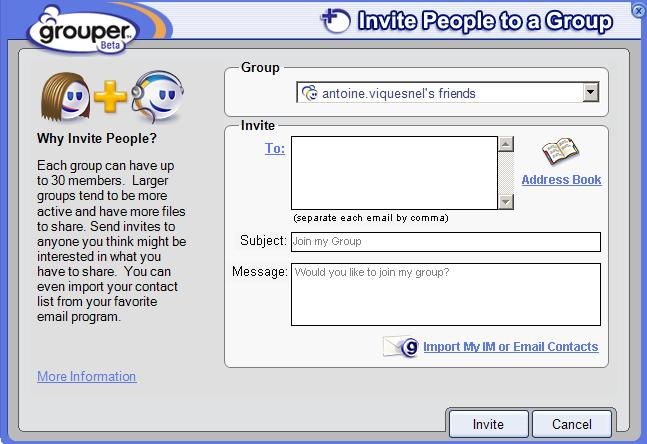 grouper
Beta
Invite People to a Group
Why Invite People?
Each group can have up
to 30 members. Larger
groups tend to be more
active and have more files
to share. Send invites to
anyone you think might be
interested in what you
have to share. You can
even import your contact
list from your favorite
email program.
More Information
Group
antoine.viquesnel's friends
Invite
To:
Address Book
(separate each email by comma)
Subject: Join my Group
Message: Would you like to join my group?
g Import My IM or Email Contacts
Invite Cancel